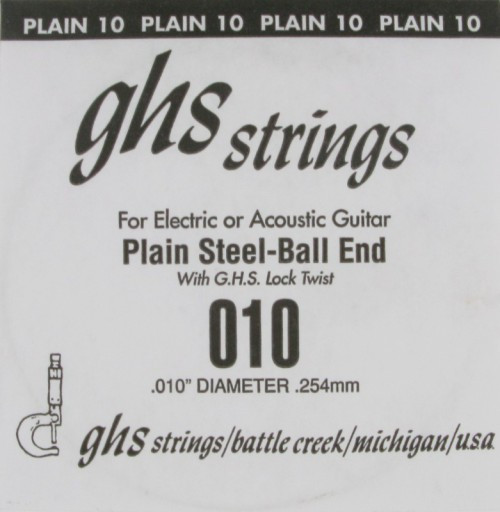 PLAIN 10 PLAIN 10 PLAIN 10 PLAIN 10
ghs strings
For Electric or Acoustic Guitar
Plain Steel-Ball End
With G.H.S. Lock Twist
010
.010" DIAMETER .254mm
ghs strings/battle creek/michigan/u.s.a.